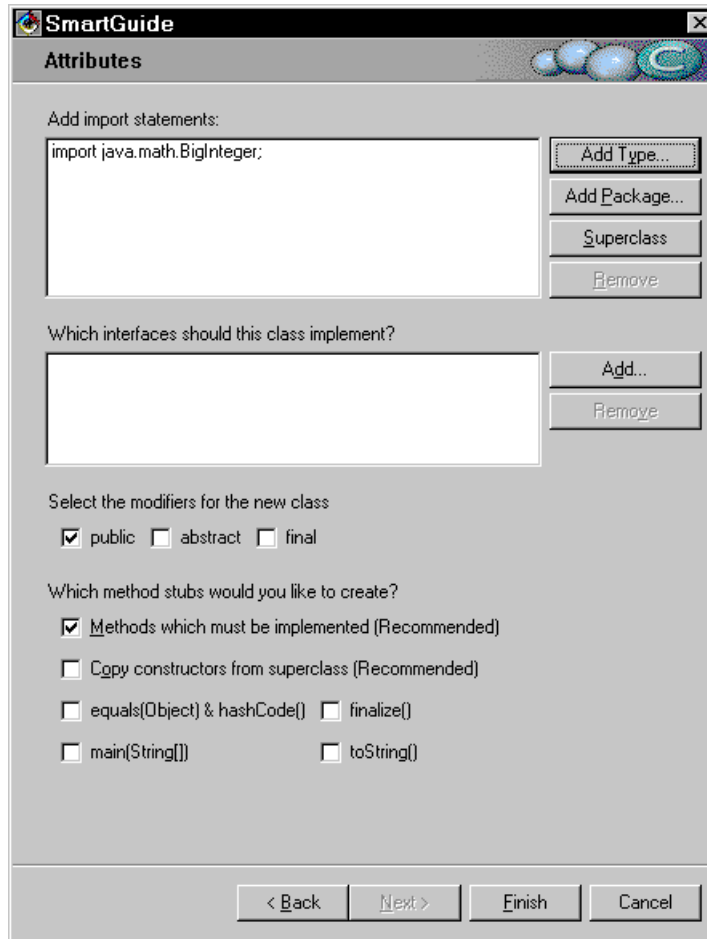 SmartGuide
Attributes
Add import statements:
import java.math.BigInteger;
Add Type...
Add Package...
Superclass
Remove
Which interfaces should this class implement?
Add...
Remove
Select the modifiers for the new class
public abstract final
Which method stubs would you like to create?
Methods which must be implemented (Recommended)
Copy constructors from superclass (Recommended)
equals(Object) & hashCode() finalize()
main(String[]) toString()
< Back Next > Finish Cancel